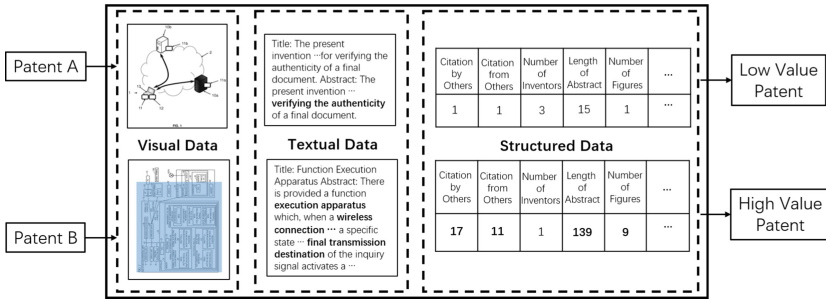 Patent A
Patent B
FIG. 1
Visual Data
Title: The present
invention ⋯for verifying the
authenticity of a final
document. Abstract: The
present invention ⋯
verifying the authenticity
of a final document.
Textual Data
Title: Function Execution
Apparatus Abstract: There
is provided a function
execution apparatus
which, when a wireless
connection ⋯ a specific
state ⋯ final transmission
destination of the inquiry
signal activates a ⋯
Citation by Others Citation from Others Number of Inventors Length of Abstract Number of Figures ⋯
1 1 3 15 1 ⋯
Structured Data
Citation by Others Citation from Others Number of Inventors Length of Abstract Number of Figures ⋯
17 11 1 139 9 ⋯
Low Value
Patent
High Value
Patent